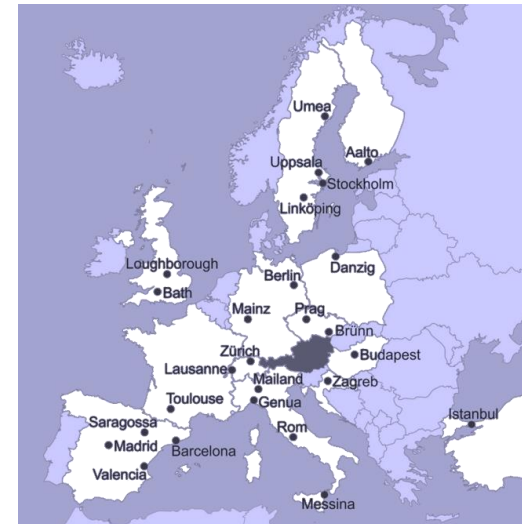 Umea
Aalto
Uppsala
Stockholm
Linköping
Loughborough
Danzig
Berlin
Bath
Mainz
Prag
Brünn
Zürich
Budapest
Lausanne
Mailand
Zagreb
Toulouse
Genua
Istanbul
Saragossa
Rom
Madrid
Barcelona
Valencia
Messina